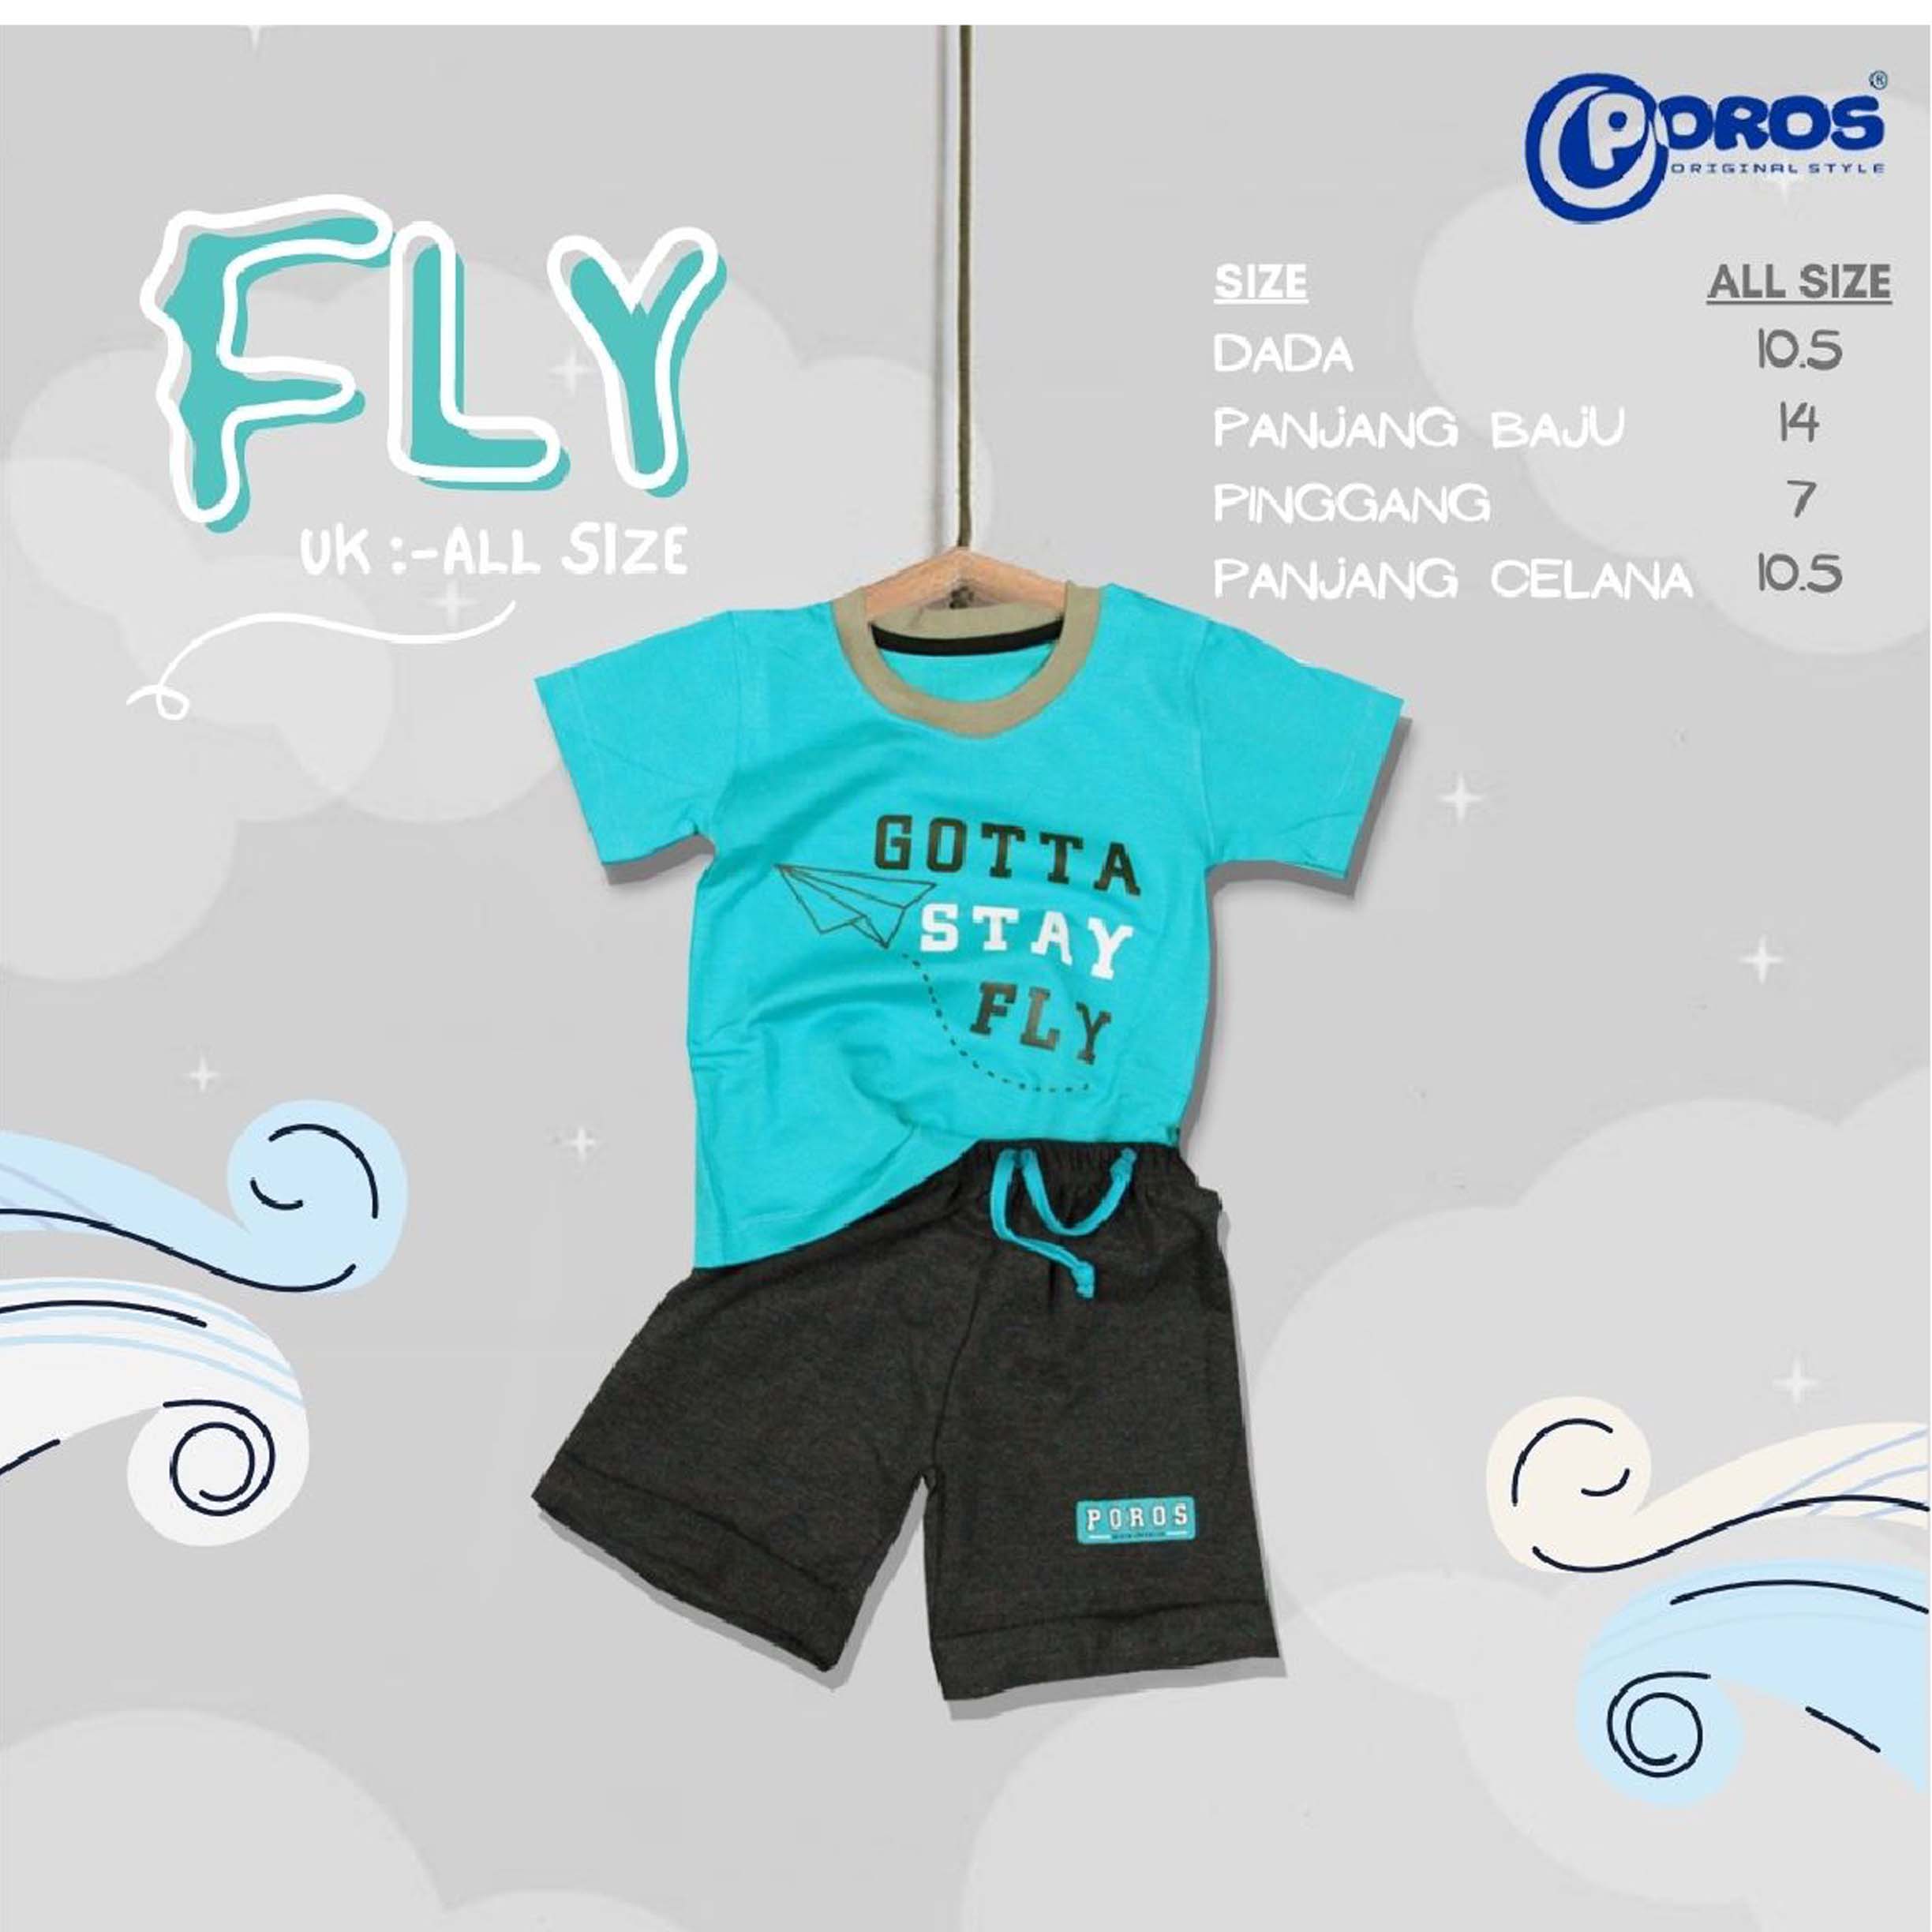 POROS®
ORIGINAL STYLE
FLY
UK :-ALL SIZE
SIZE ALL SIZE
DADA 10.5
PANJANG BAJU 14
PINGGANG 7
PANJANG CELANA 10.5
GOTTA
STAY
FLY
POROS